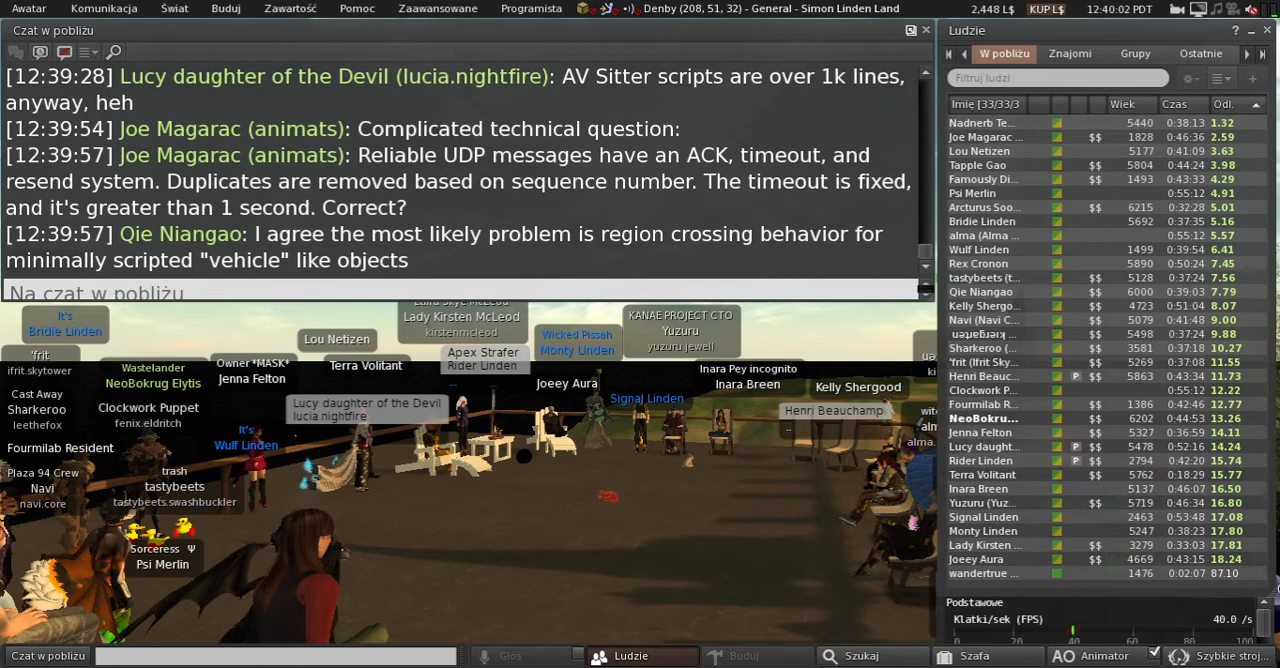 Awatar Komunikacja Świat Buduj Zawartość Pomoc Zaawansowane Programista Denby (208, 51, 32) - General - Simon Linden Land 2,448 L$ KUP L$ 12:40:02 PDT
Czat w pobliżu
[12:39:28] Lucy daughter of the Devil (lucia.nightfire): AV Sitter scripts are over 1k lines,
anyway, heh
[12:39:54] Joe Magarac (animats): Complicated technical question:
[12:39:57] Joe Magarac (animats): Reliable UDP messages have an ACK, timeout, and
resend system. Duplicates are removed based on sequence number. The timeout is fixed,
and it's greater than 1 second. Correct?
[12:39:57] Qie Niangao: I agree the most likely problem is region crossing behavior for
minimally scripted "vehicle" like objects
Na czat w pobliżu
It's
Bridie Linden
'frit
ifrit.skytower
Cast Away
Sharkeroo
leethefox
Fourmilab Resident
Plaza 94 Crew
Navi
navi.core
Wastelander
NeoBokrug Elytis
Clockwork Puppet
fenix.eldritch
Owner*MASK*
Jenna Felton
It's
Wulf Linden
trash
tastybeets
tastybeets.swashbuckler
Sorceress Ψ
Psi Merlin
Lou Netizen
Terra Volitant
Lucy daughter of the Devil
lucia.nightfire
Laird Skye McLeod
Lady Kirsten McLeod
kirstenmcleod
Apex Strafer
Rider Linden
...
Wicked Pissah
Monty Linden
Joeey Aura
KANAE PROJECT CTO
Yuzuru
yuzuru.jewell
Signal Linden
Inara Pey incognito
Inara Breen
Kelly Shergood
Henri Beauchamp
..
alma.
Ludzie
W pobliżu Znajomi Grupy Ostatnie
Filtruj ludzi
Imię [33/33/3 Wiek Czas Odl.
Nadnerb Te... 5440 0:38:13 1.32
Joe Magarac ... $$ 1828 0:46:36 2.59
Lou Netizen 5177 0:41:09 3.63
Tapple Gao $$ 5804 0:44:24 3.98
Famously Di... $$ 1493 0:43:33 4.29
Psi Merlin 0:55:12 4.91
Arcturus Soo... $$ 6215 0:32:28 5.01
Bridie Linden 5692 0:37:35 5.16
alma (Alma ... 0:55:12 5.57
Wulf Linden 1499 0:39:54 6.41
Rex Cronon 5890 0:50:24 7.45
tastybeets (t... $$ 5128 0:37:24 7.56
Qie Niangao $$ 6000 0:39:03 7.79
Kelly Shergo... $$ 4723 0:51:04 8.07
Navi (Navi C... $$ 5079 0:41:48 9.00
$$ 5498 0:37:24 9.88
Sharkeroo (... $$ 3581 0:37:18 10.27
'frit (Ifrit Sky... $$ 5269 0:37:08 11.55
Henri Beauc... P $$ 5863 0:43:34 11.73
Clockwork P... 0:55:12 12.22
Fourmilab R... $$ 1386 0:42:46 12.77
NeoBokru... $$ 6202 0:44:53 13.26
Jenna Felton $$ 5327 0:36:59 14.11
Lucy daught... P $$ 5478 0:52:16 14.24
Rider Linden P $$ 2794 0:42:20 15.74
Terra Volitant $$ 5762 0:18:29 15.77
Inara Breen 5137 0:46:07 16.50
Yuzuru (Yuz... $$ 5719 0:46:34 16.80
Signal Linden 2463 0:53:48 17.08
Monty Linden 5247 0:38:23 17.80
Lady Kirsten ... $$ 3279 0:33:03 17.81
Joeey Aura $$ 4669 0:43:15 18.24
wandertrue ... 1476 0:02:07 87.10
Podstawowe
Klatki/sek (FPS) 40.0 /s
0 20 40 60 80 100
Czat w pobliżu Głos Ludzie Buduj Szukaj Szafa AO Animator Szybkie stroj...